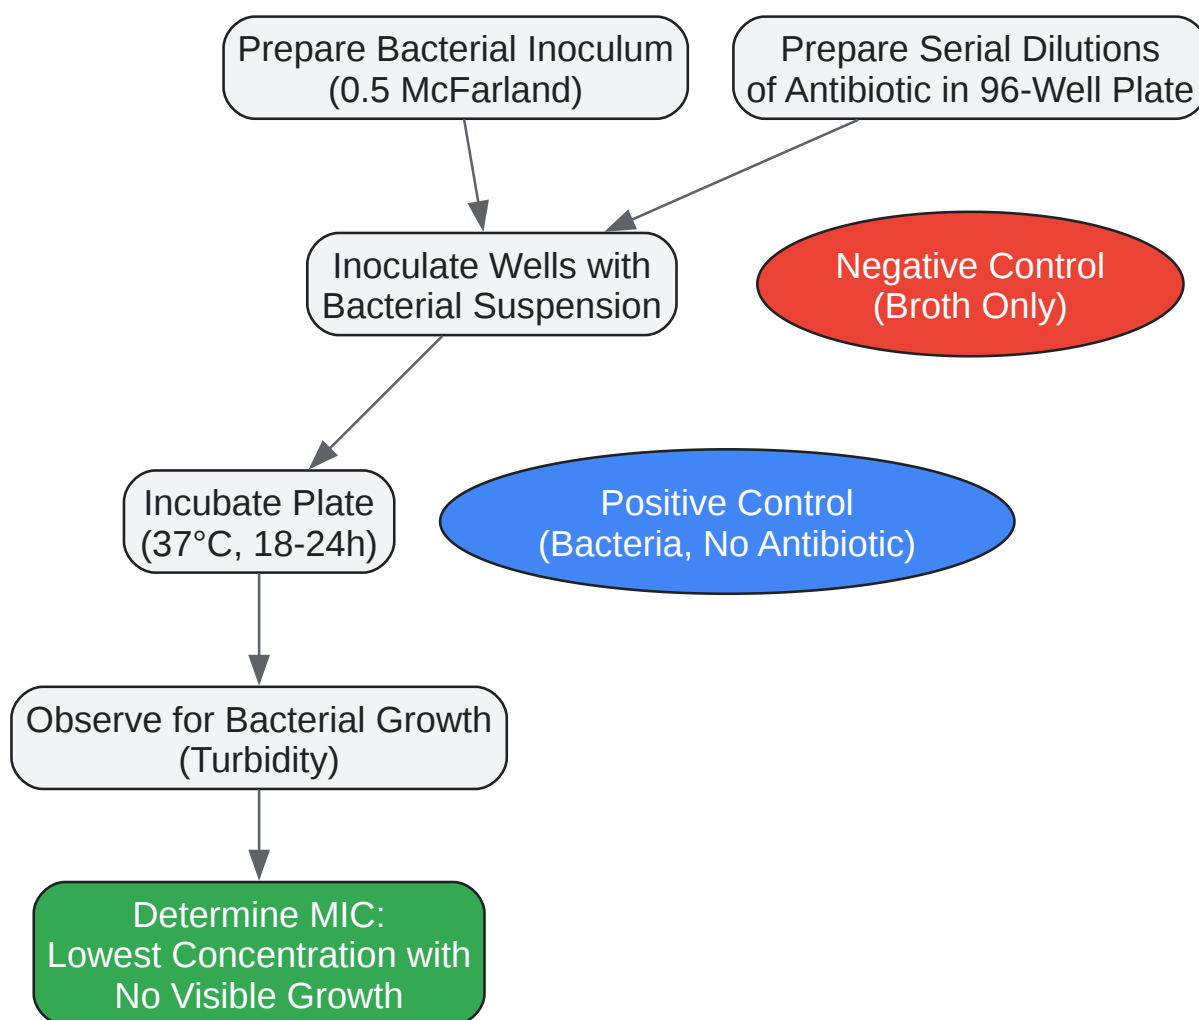 Prepare Bacterial Inoculum
(0.5 McFarland)
Prepare Serial Dilutions
of Antibiotic in 96-Well Plate
Inoculate Wells with
Bacterial Suspension
Negative Control
(Broth Only)
Incubate Plate
(37°C, 18-24h)
Positive Control
(Bacteria, No Antibiotic)
Observe for Bacterial Growth
(Turbidity)
Determine MIC:
Lowest Concentration with
No Visible Growth